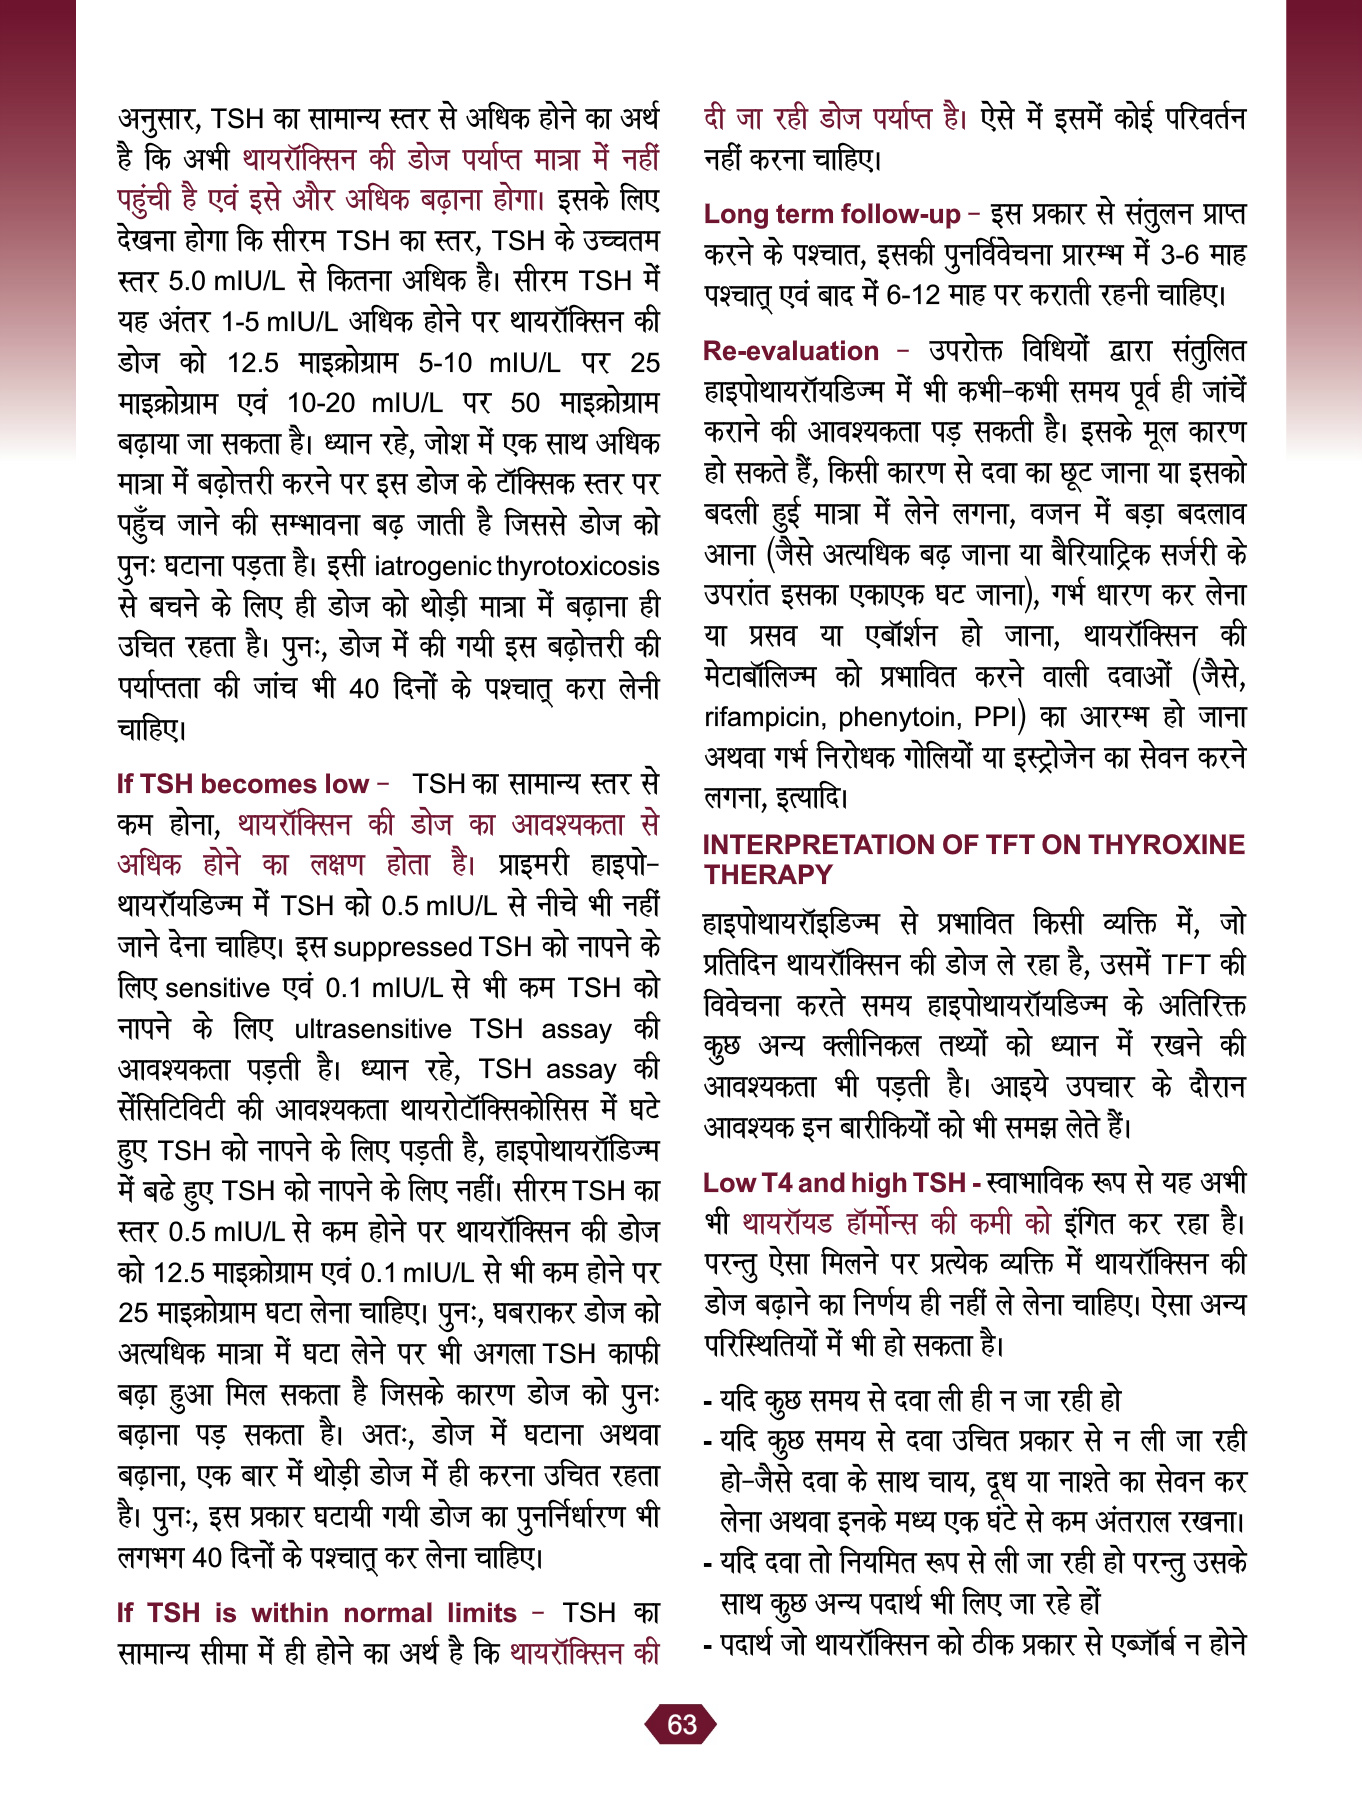 अनुसार, TSH का सामान्य स्तर से अधिक होने का अर्थ
है कि अभी थायरॉक्सिन की डोज पर्याप्त मात्रा में नहीं
पहुंची है एवं इसे और अधिक बढ़ाना होगा। इसके लिए
देखना होगा कि सीरम TSH का स्तर, TSH के उच्चतम
स्तर 5.0 mIU/L से कितना अधिक है। सीरम TSH में
यह अंतर 1-5 mIU/L अधिक होने पर थायरॉक्सिन की
डोज को 12.5 माइक्रोग्राम 5-10 mIU/L पर 25
माइक्रोग्राम एवं 10-20 mIU/L पर 50 माइक्रोग्राम
बढ़ाया जा सकता है। ध्यान रहे, जोश में एक साथ अधिक
मात्रा में बढ़ोत्तरी करने पर इस डोज के टॉक्सिक स्तर पर
पहुँच जाने की सम्भावना बढ़ जाती है जिससे डोज को
पुनः घटाना पड़ता है। इसी iatrogenic thyrotoxicosis
से बचने के लिए ही डोज को थोड़ी मात्रा में बढ़ाना ही
उचित रहता है। पुनः, डोज में की गयी इस बढ़ोत्तरी की
पर्याप्तता की जांच भी 40 दिनों के पश्चात् करा लेनी
चाहिए।
If TSH becomes low – TSH का सामान्य स्तर से
कम होना, थायरॉक्सिन की डोज का आवश्यकता से
अधिक होने का लक्षण होता है। प्राइमरी हाइपो-
थायरॉयडिज्म में TSH को 0.5 mIU/L से नीचे भी नहीं
जाने देना चाहिए। इस suppressed TSH को नापने के
लिए sensitive एवं 0.1 mIU/L से भी कम TSH को
नापने के लिए ultrasensitive TSH assay की
आवश्यकता पड़ती है। ध्यान रहे, TSH assay की
सेंसिटिविटी की आवश्यकता थायरोटॉक्सिकोसिस में घटे
हुए TSH को नापने के लिए पड़ती है, हाइपोथायरॉडिज्म
में बढे हुए TSH को नापने के लिए नहीं। सीरम TSH का
स्तर 0.5 mIU/L से कम होने पर थायरॉक्सिन की डोज
को 12.5 माइक्रोग्राम एवं 0.1 mIU/L से भी कम होने पर
25 माइक्रोग्राम घटा लेना चाहिए। पुनः, घबराकर डोज को
अत्यधिक मात्रा में घटा लेने पर भी अगला TSH काफी
बढ़ा हुआ मिल सकता है जिसके कारण डोज को पुनः
बढ़ाना पड़ सकता है। अतः, डोज में घटाना अथवा
बढ़ाना, एक बार में थोड़ी डोज में ही करना उचित रहता
है। पुनः, इस प्रकार घटायी गयी डोज का पुनर्निर्धारण भी
लगभग 40 दिनों के पश्चात् कर लेना चाहिए।
If TSH is within normal limits – TSH का
सामान्य सीमा में ही होने का अर्थ है कि थायरॉक्सिन की
दी जा रही डोज पर्याप्त है। ऐसे में इसमें कोई परिवर्तन
नहीं करना चाहिए।
Long term follow-up – इस प्रकार से संतुलन प्राप्त
करने के पश्चात, इसकी पुनर्विवेचना प्रारम्भ में 3-6 माह
पश्चात् एवं बाद में 6-12 माह पर कराती रहनी चाहिए।
Re-evaluation – उपरोक्त विधियों द्वारा संतुलित
हाइपोथायरॉयडिज्म में भी कभी-कभी समय पूर्व ही जांचें
कराने की आवश्यकता पड़ सकती है। इसके मूल कारण
हो सकते हैं, किसी कारण से दवा का छूट जाना या इसको
बदली हुई मात्रा में लेने लगना, वजन में बड़ा बदलाव
आना (जैसे अत्यधिक बढ़ जाना या बैरियाट्रिक सर्जरी के
उपरांत इसका एकाएक घट जाना), गर्भ धारण कर लेना
या प्रसव या एबॉर्शन हो जाना, थायरॉक्सिन की
मेटाबॉलिज्म को प्रभावित करने वाली दवाओं (जैसे,
rifampicin, phenytoin, PPI) का आरम्भ हो जाना
अथवा गर्भ निरोधक गोलियों या इस्ट्रोजेन का सेवन करने
लगना, इत्यादि।
INTERPRETATION OF TFT ON THYROXINE
THERAPY
हाइपोथायरॉइडिज्म से प्रभावित किसी व्यक्ति में, जो
प्रतिदिन थायरॉक्सिन की डोज ले रहा है, उसमें TFT की
विवेचना करते समय हाइपोथायरॉयडिज्म के अतिरिक्त
कुछ अन्य क्लीनिकल तथ्यों को ध्यान में रखने की
आवश्यकता भी पड़ती है। आइये उपचार के दौरान
आवश्यक इन बारीकियों को भी समझ लेते हैं।
Low T4 and high TSH - स्वाभाविक रूप से यह अभी
भी थायरॉयड हॉर्मोन्स की कमी को इंगित कर रहा है।
परन्तु ऐसा मिलने पर प्रत्येक व्यक्ति में थायरॉक्सिन की
डोज बढ़ाने का निर्णय ही नहीं ले लेना चाहिए। ऐसा अन्य
परिस्थितियों में भी हो सकता है।
- यदि कुछ समय से दवा ली ही न जा रही हो
- यदि कुछ समय से दवा उचित प्रकार से न ली जा रही
हो-जैसे दवा के साथ चाय, दूध या नाश्ते का सेवन कर
लेना अथवा इनके मध्य एक घंटे से कम अंतराल रखना।
- यदि दवा तो नियमित रूप से ली जा रही हो परन्तु उसके
साथ कुछ अन्य पदार्थ भी लिए जा रहे हों
- पदार्थ जो थायरॉक्सिन को ठीक प्रकार से एब्जॉर्ब न होने
63